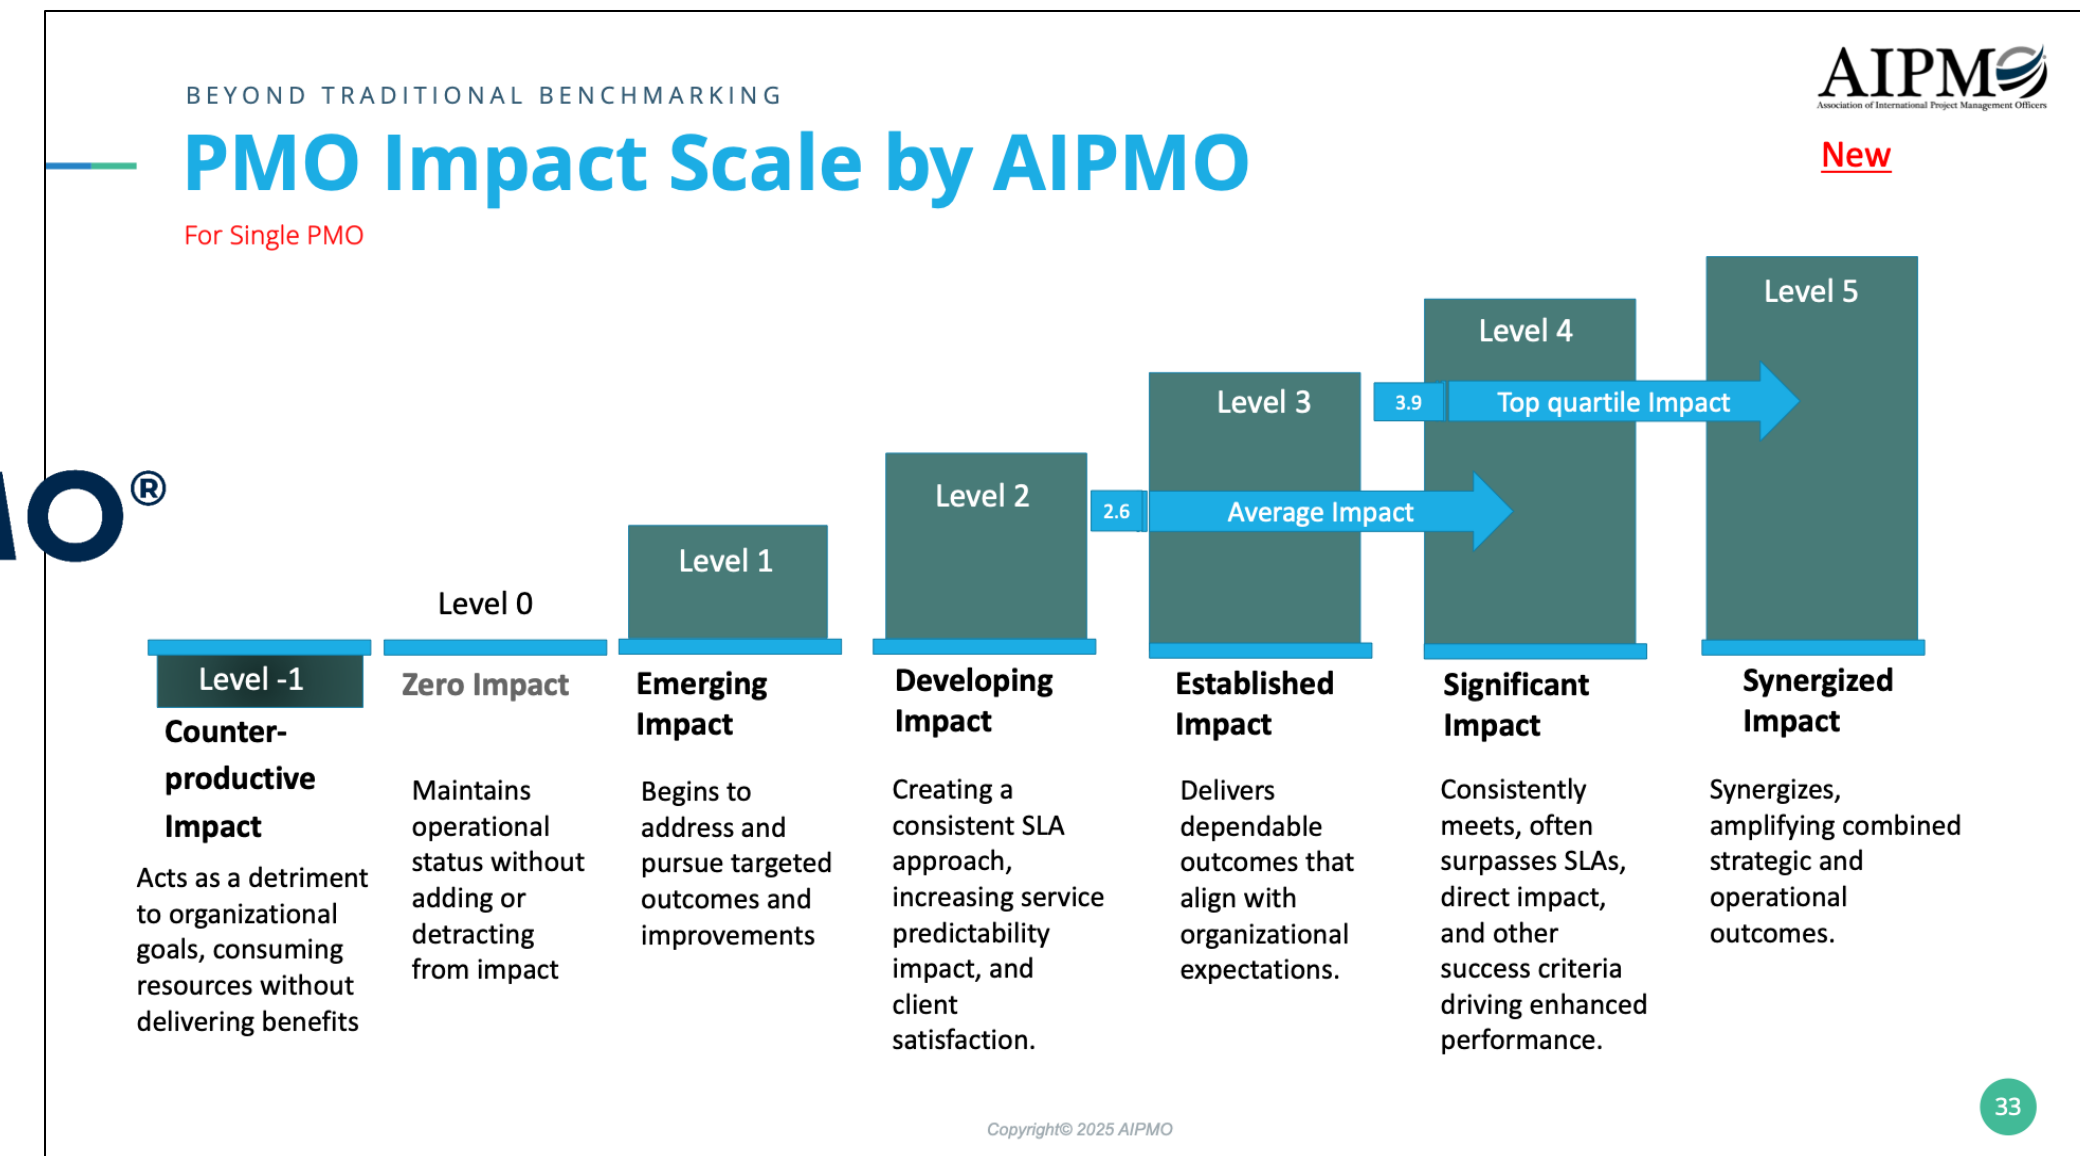 BEYOND TRADITIONAL BENCHMARKING
PMO Impact Scale by AIPMO
For Single PMO
AIPMO
Association of International Project Management Officers
New
MO®
Level -1
Counter-
productive
Impact
Acts as a detriment
to organizational
goals, consuming
resources without
delivering benefits
Level 0
Zero Impact
Maintains
operational
status without
adding or
detracting
from impact
Level 1
Emerging
Impact
Begins to
address and
pursue targeted
outcomes and
improvements
Level 2
Developing
Impact
Creating a
consistent SLA
approach,
increasing service
predictability
impact, and
client
satisfaction.
2.6
Average Impact
Level 3
Established
Impact
Delivers
dependable
outcomes that
align with
organizational
expectations.
3.9
Top quartile Impact
Level 4
Significant
Impact
Consistently
meets, often
surpasses SLAs,
direct impact,
and other
success criteria
driving enhanced
performance.
Level 5
Synergized
Impact
Synergizes,
amplifying combined
strategic and
operational
outcomes.
33
Copyright© 2025 AIPMO